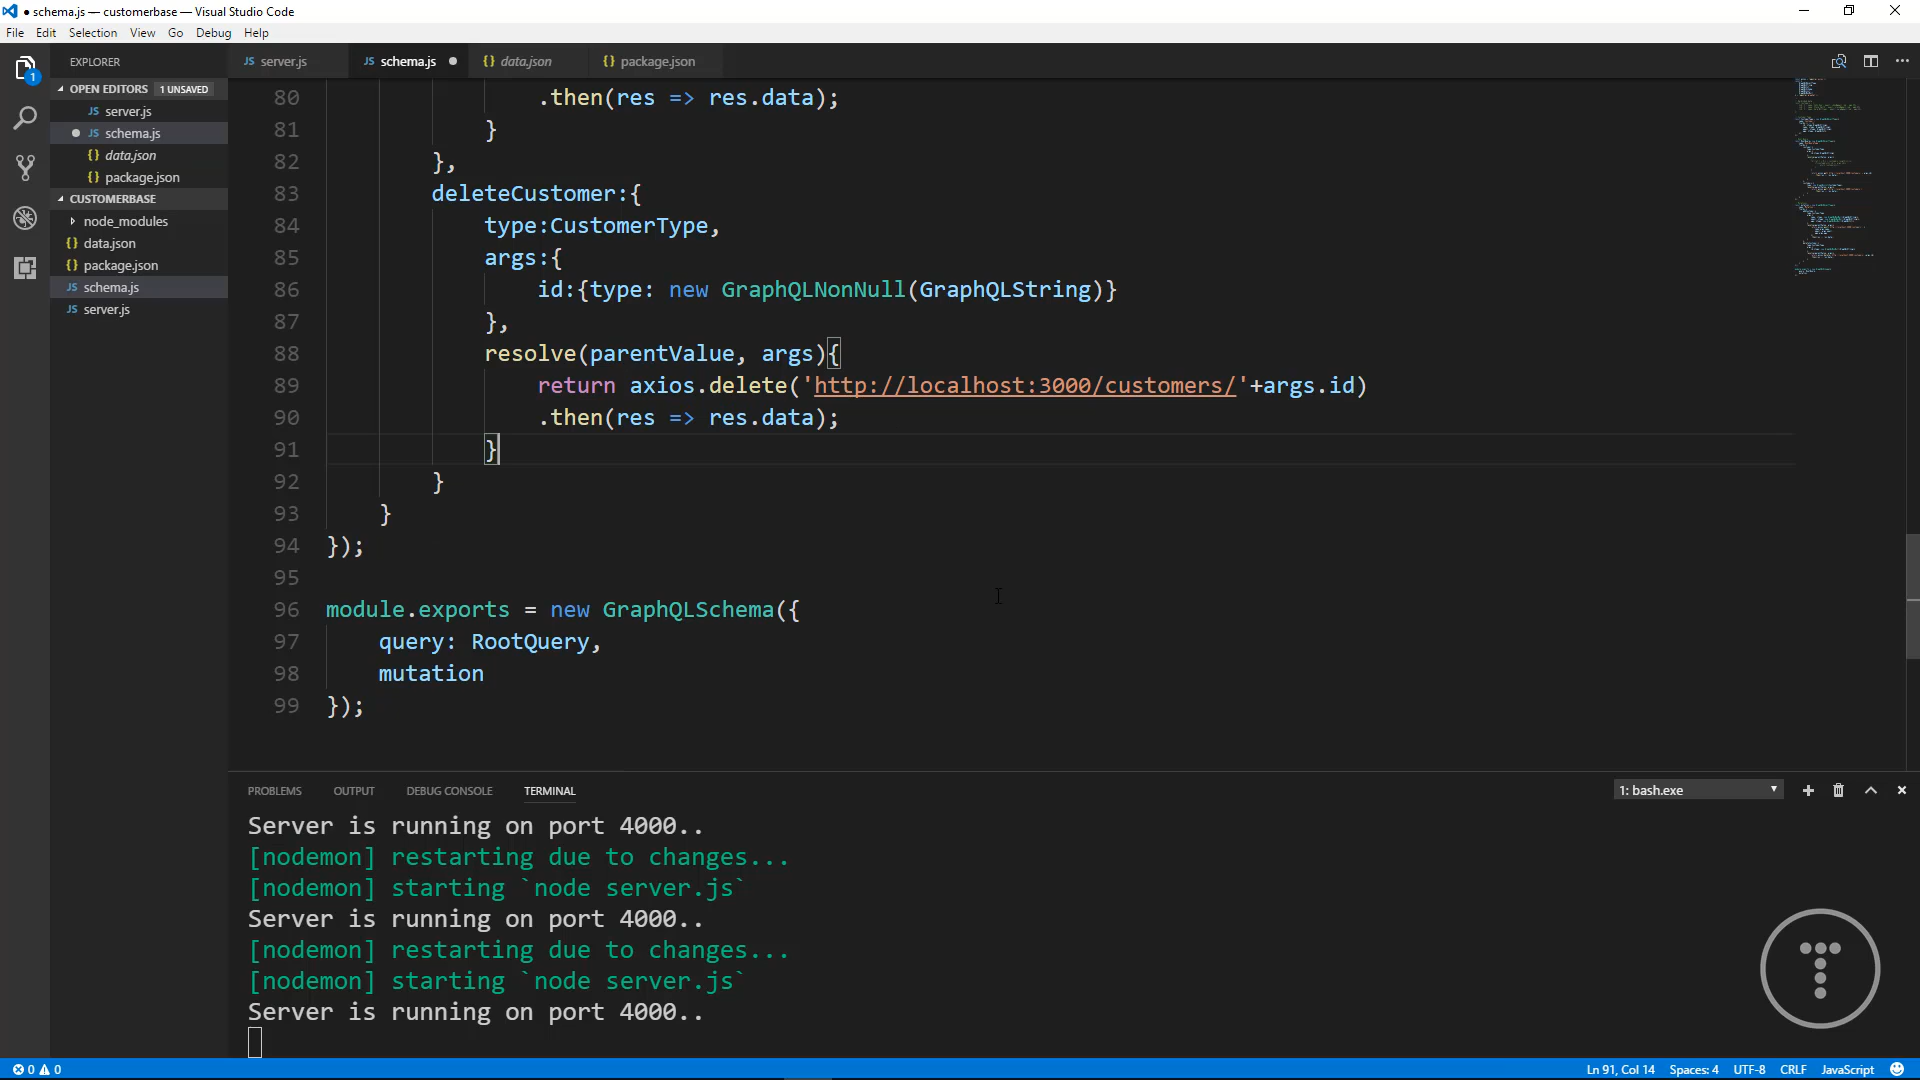 ● schema.js — customerbase — Visual Studio Code
File Edit Selection View Go Debug Help
EXPLORER
OPEN EDITORS 1 UNSAVED
JS server.js
JS schema.js
{} data.json
{} package.json
CUSTOMERBASE
node_modules
{} data.json
{} package.json
JS schema.js
JS server.js
1
JS server.js JS schema.js ● {} data.json {} package.json
80 .then(res => res.data);
81 }
82 },
83 deleteCustomer:{
84 type:CustomerType,
85 args:{
86 id:{type: new GraphQLNonNull(GraphQLString)}
87 },
88 resolve(parentValue, args){
89 return axios.delete('http://localhost:3000/customers/'+args.id)
90 .then(res => res.data);
91 }
92 }
93 }
94 });
95
96 module.exports = new GraphQLSchema({
97 query: RootQuery,
98 mutation
99 });
PROBLEMS OUTPUT DEBUG CONSOLE TERMINAL 1: bash.exe
Server is running on port 4000..
[nodemon] restarting due to changes...
[nodemon] starting `node server.js`
Server is running on port 4000..
[nodemon] restarting due to changes...
[nodemon] starting `node server.js`
Server is running on port 4000..
0 0 Ln 91, Col 14 Spaces: 4 UTF-8 CRLF JavaScript